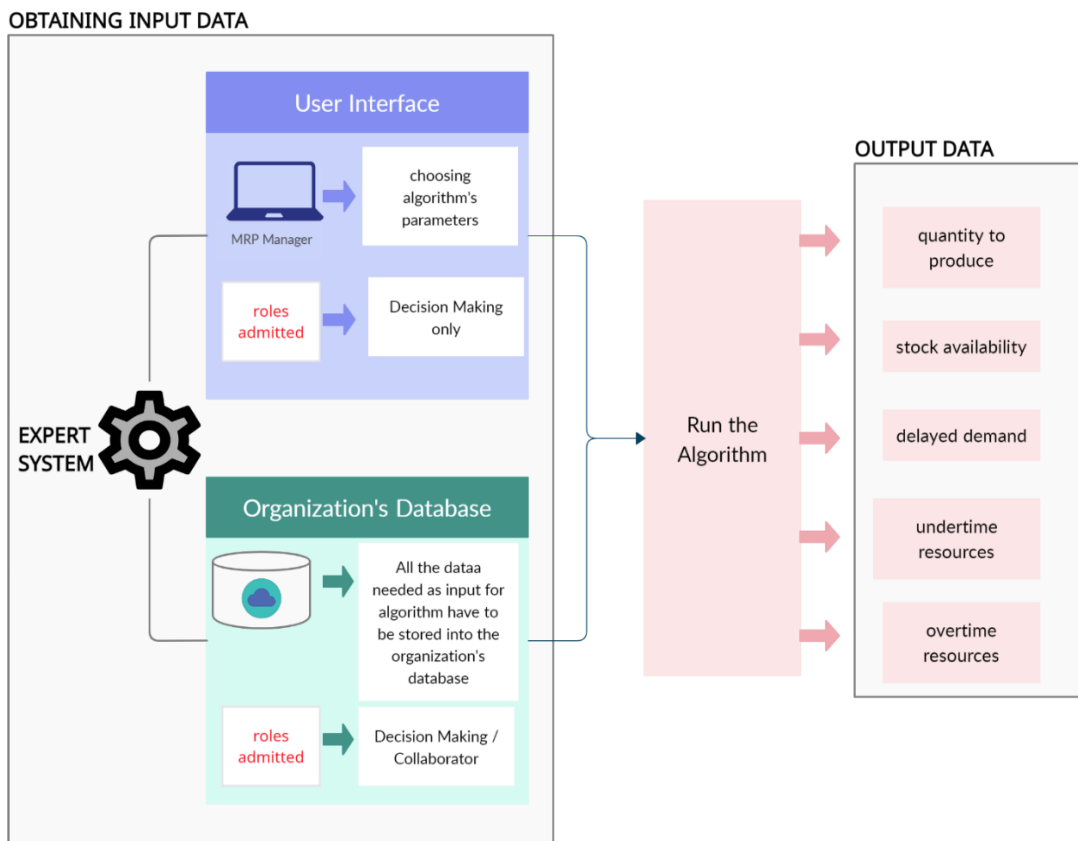 OBTAINING INPUT DATA
User Interface
MRP Manager
choosing
algorithm's
parameters
roles
admitted
Decision Making
only
EXPERT
SYSTEM
Organization's Database
All the dataa
needed as input for
algorithm have to
be stored into the
organization's
database
roles
admitted
Decision Making /
Collaborator
Run the
Algorithm
OUTPUT DATA
quantity to
produce
stock availability
delayed demand
undertime
resources
overtime
resources